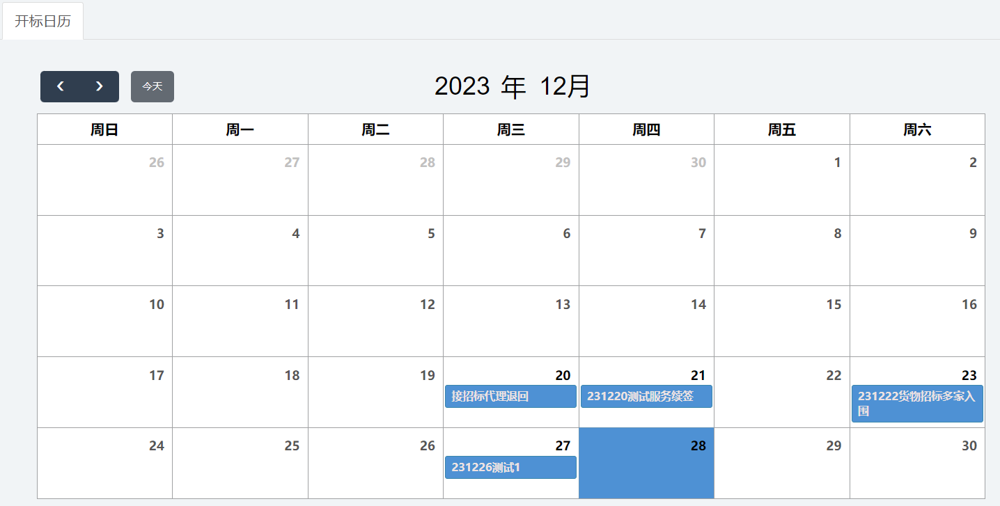 开标日历
今天
2023 年 12月
周日 周一 周二 周三 周四 周五 周六
26 27 28 29 30 1 2
3 4 5 6 7 8 9
10 11 12 13 14 15 16
17 18 19 20 21 22 23
接招标代理退回 231220测试服务续签 231222货物招标多家入
围
24 25 26 27 28 29 30
231226测试1